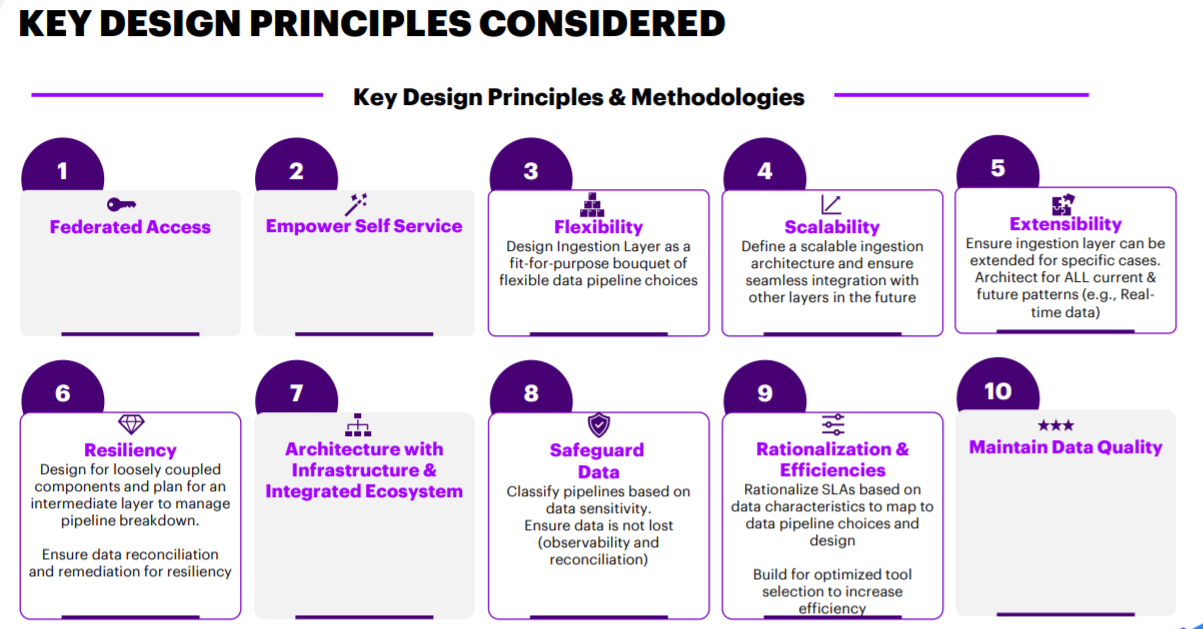 KEY DESIGN PRINCIPLES CONSIDERED
Key Design Principles & Methodologies
1
Federated Access
2
Empower Self Service
3
Flexibility
Design Ingestion Layer as a
fit-for-purpose bouquet of
flexible data pipeline choices
4
Scalability
Define a scalable ingestion
architecture and ensure
seamless integration with
other layers in the future
5
Extensibility
Ensure ingestion layer can be
extended for specific cases.
Architect for ALL current &
future patterns (e.g., Real-
time data)
6
Resiliency
Design for loosely coupled
components and plan for an
intermediate layer to manage
pipeline breakdown.
Ensure data reconciliation
and remediation for resiliency
7
Architecture with
Infrastructure &
Integrated Ecosystem
8
Safeguard
Data
Classify pipelines based on
data sensitivity.
Ensure data is not lost
(observability and
reconciliation)
9
Rationalization &
Efficiencies
Rationalize SLAs based on
data characteristics to map to
data pipeline choices and
design
Build for optimized tool
selection to increase
efficiency
10
Maintain Data Quality